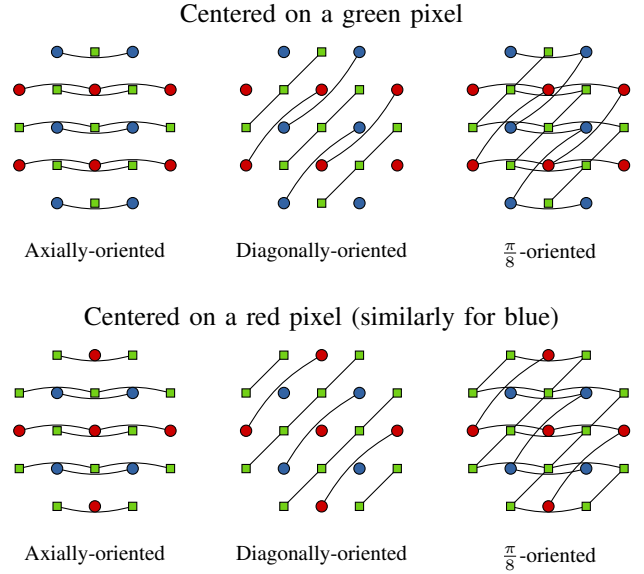 Centered on a green pixel
Axially-oriented Diagonally-oriented π/8-oriented
Centered on a red pixel (similarly for blue)
Axially-oriented Diagonally-oriented π/8-oriented